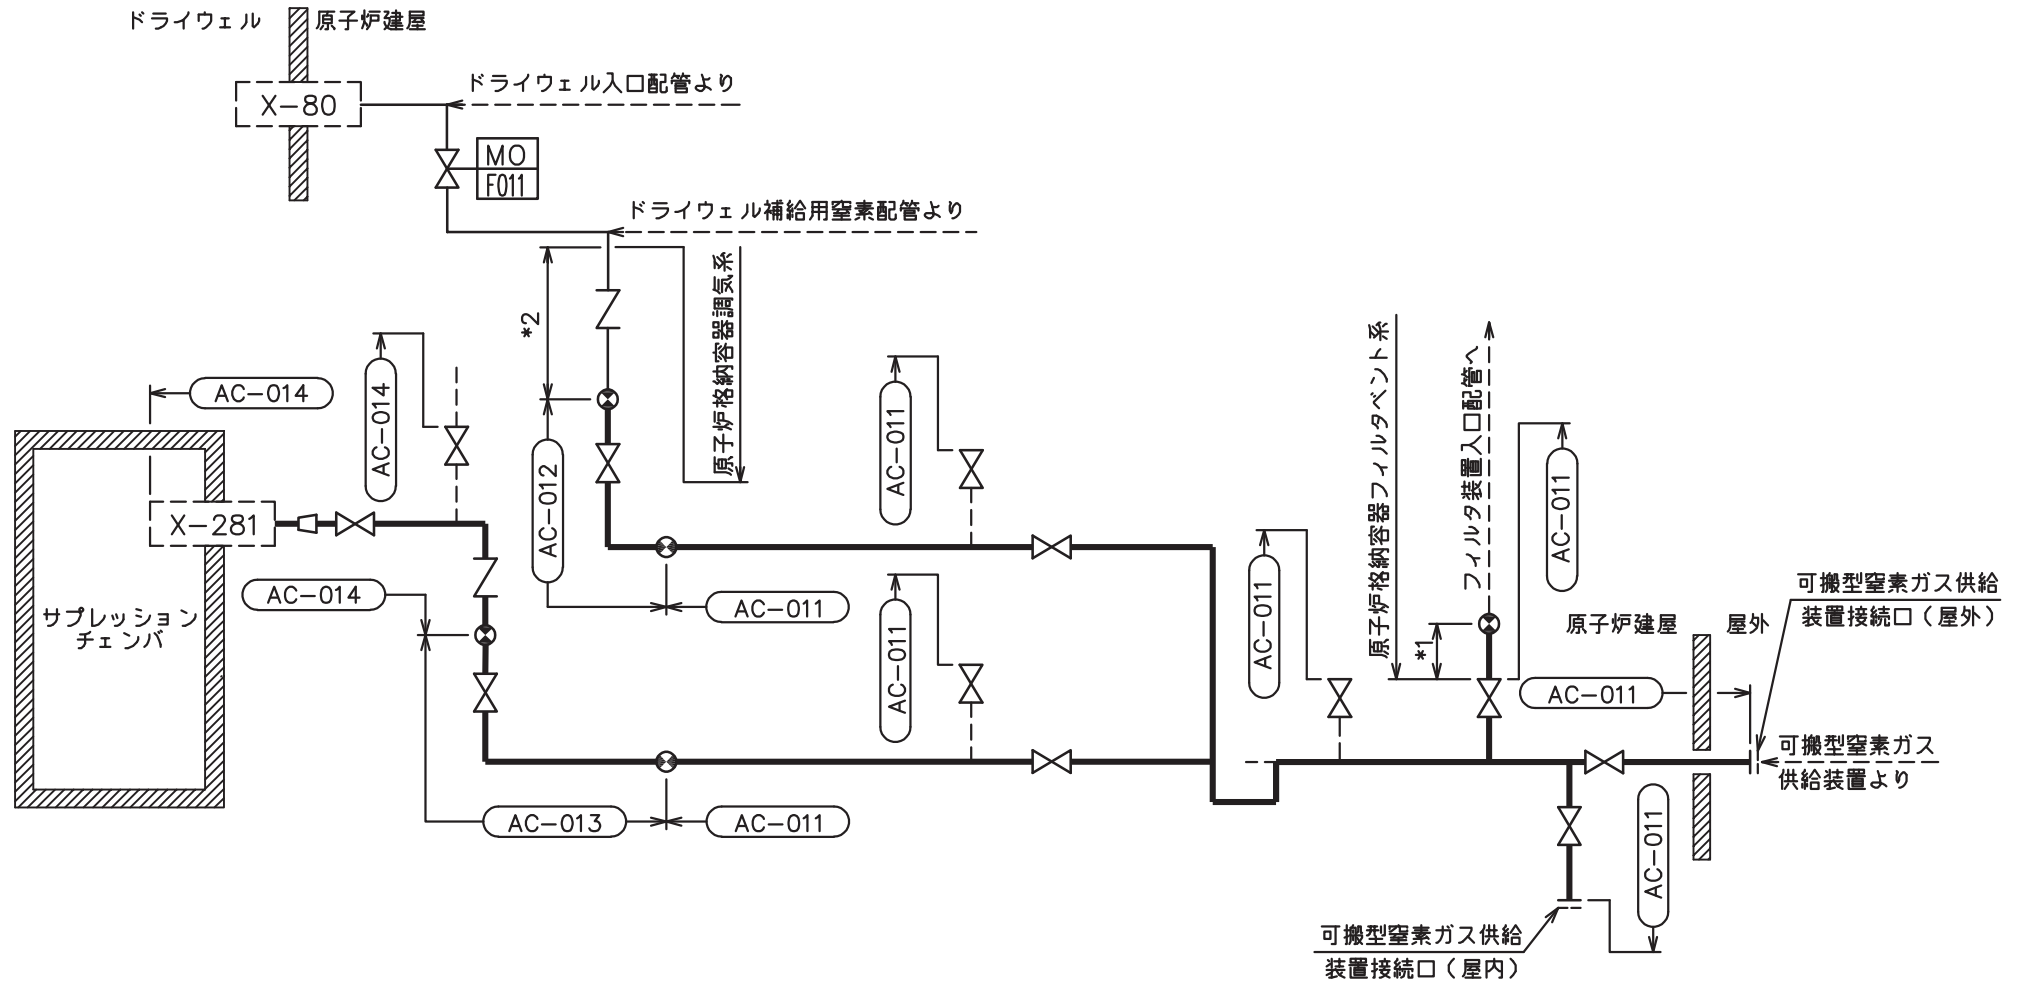 ドライウェル
原子炉建屋
X-80
ドライウェル入口配管より
MO
F011
ドライウェル補給用窒素配管より
*2
原子炉格納容器調気系
AC-014
AC-014
X-281
AC-014
サプレッション
チェンバ
AC-012
AC-011
AC-011
AC-011
AC-013
AC-011
AC-011
原子炉格納容器フィルタベント系
フィルタ装置入口配管へ
*1
AC-011
原子炉建屋
屋外
AC-011
可搬型窒素ガス供給
装置接続口(屋外)
可搬型窒素ガス
供給装置より
AC-011
可搬型窒素ガス供給
装置接続口(屋内)